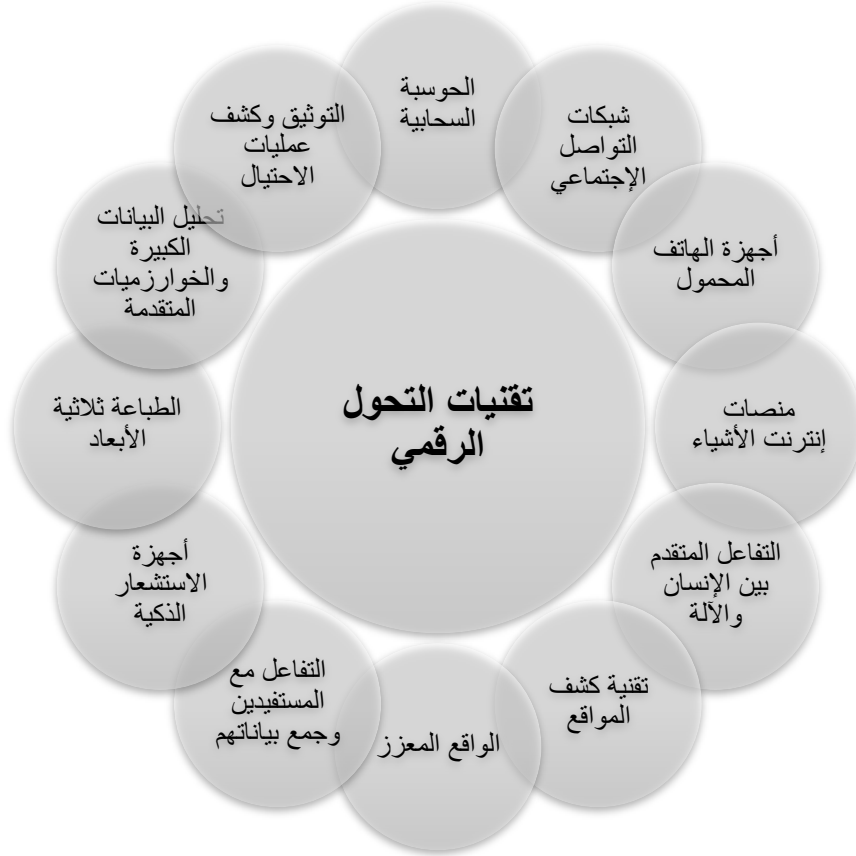 تقنيات التحول
الرقمي
الحوسبة
السحابية
شبكات
التواصل
الإجتماعي
أجهزة الهاتف
المحمول
منصات
إنترنت الأشياء
التفاعل المتقدم
بين الإنسان
والآلة
تقنية كشف
المواقع
الواقع المعزز
التفاعل مع
المستفيدين
وجمع بياناتهم
أجهزة
الاستشعار
الذكية
الطباعة ثلاثية
الأبعاد
تحليل البيانات
الكبيرة
والخوارزميات
المتقدمة
التوثيق وكشف
عمليات
الاحتيال